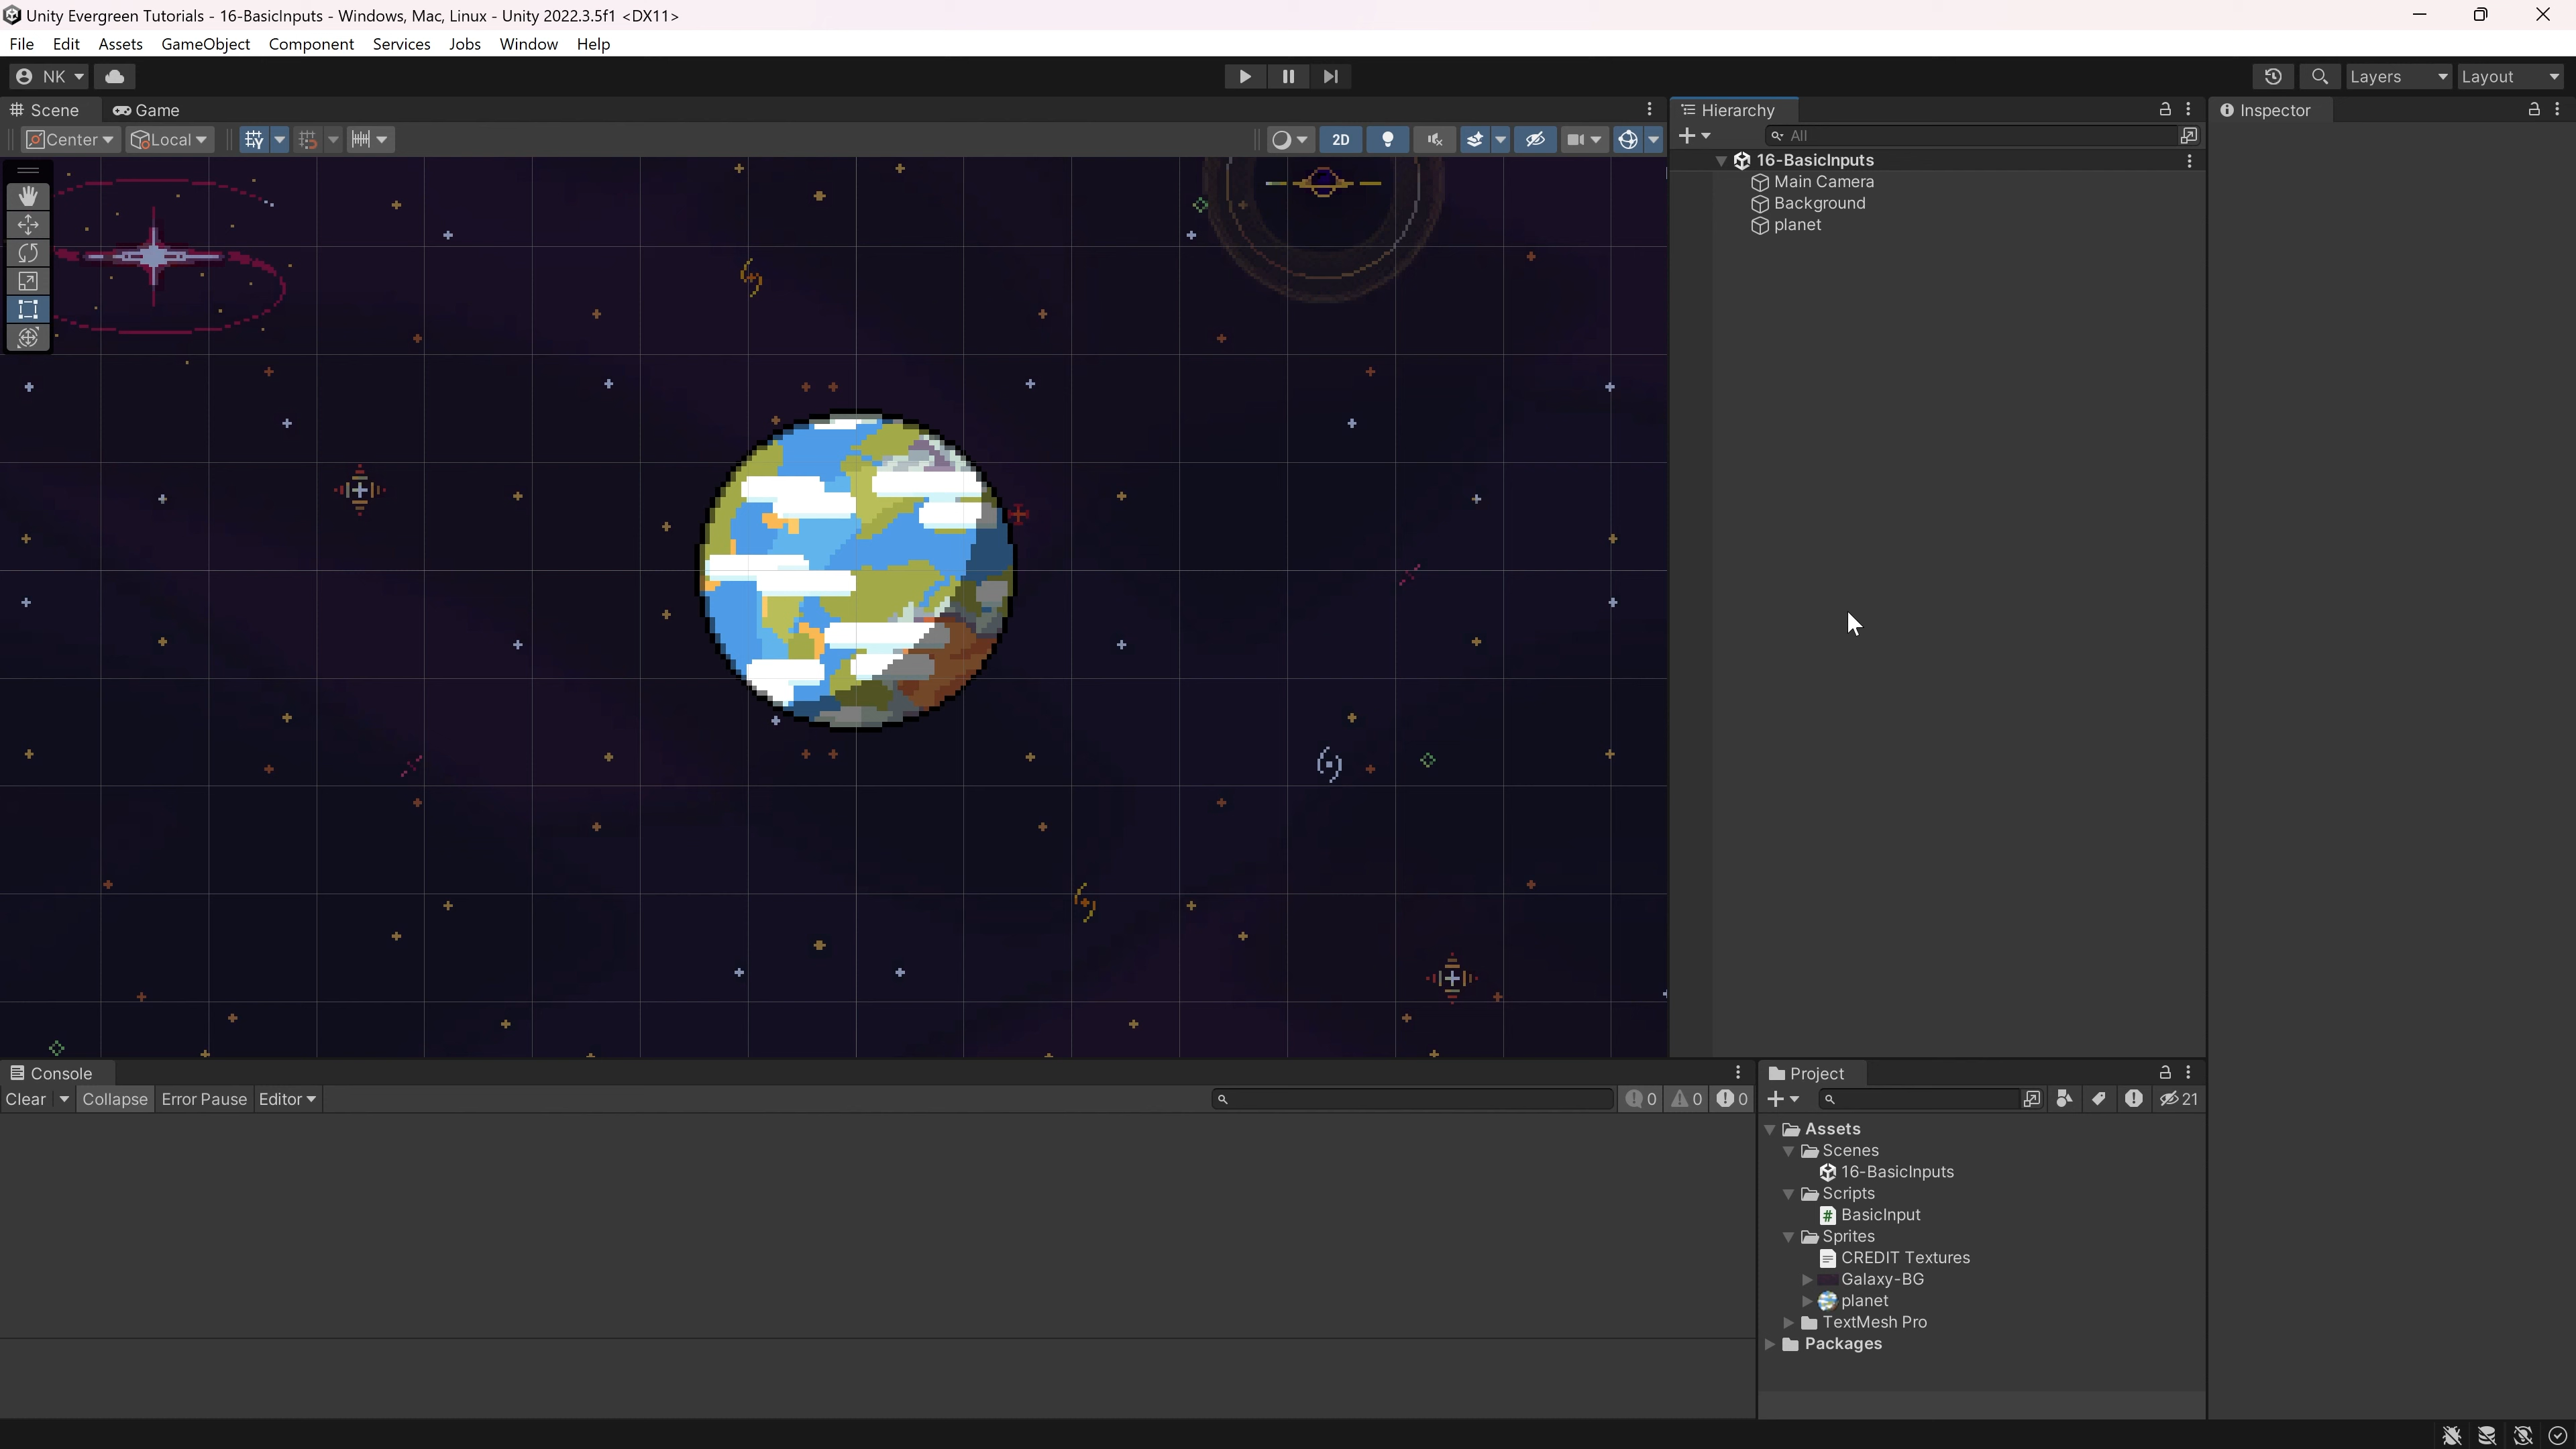 Unity Evergreen Tutorials - 16-BasicInputs - Windows, Mac, Linux - Unity 2022.3.5f1 <DX11>
File Edit Assets GameObject Component Services Jobs Window Help
NK Layers Layout
Scene Game
Center Local 2D
Hierarchy
All
16-BasicInputs
Main Camera
Background
planet
Inspector
Console
Clear Collapse Error Pause Editor 0 0 0
Project
21
Assets
Scenes
16-BasicInputs
Scripts
BasicInput
Sprites
CREDIT Textures
Galaxy-BG
planet
TextMesh Pro
Packages